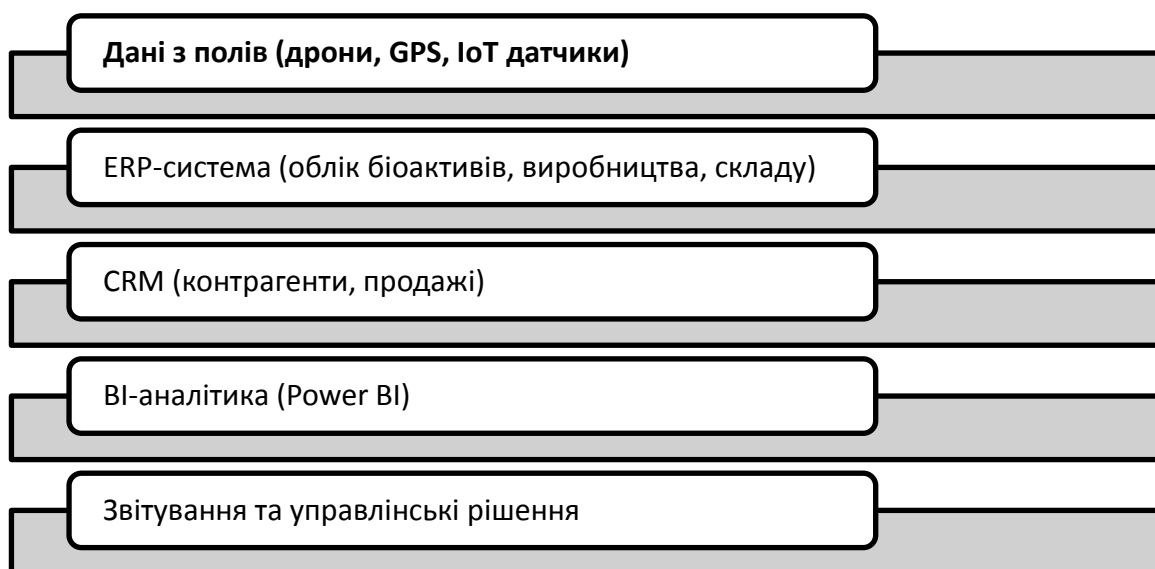 Дані з полів (дрони, GPS, IoT датчики)
ERP-система (облік біоактивів, виробництва, складу)
CRM (контрагенти, продажі)
BI-аналітика (Power BI)
Звітування та управлінські рішення